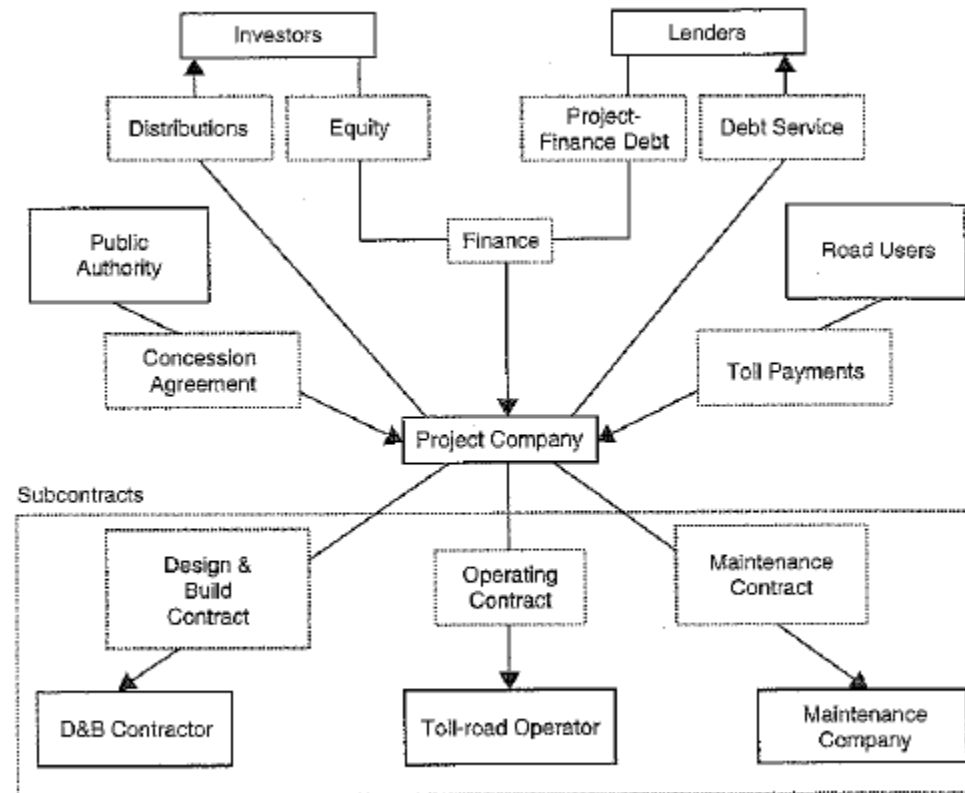 Investors
Lenders
Distributions
Equity
Project-
Finance Debt
Debt Service
Public
Authority
Finance
Road Users
Concession
Agreement
Toll Payments
Project Company
Subcontracts
Design &
Build
Contract
Operating
Contract
Maintenance
Contract
D&B Contractor
Toll-road Operator
Maintenance
Company